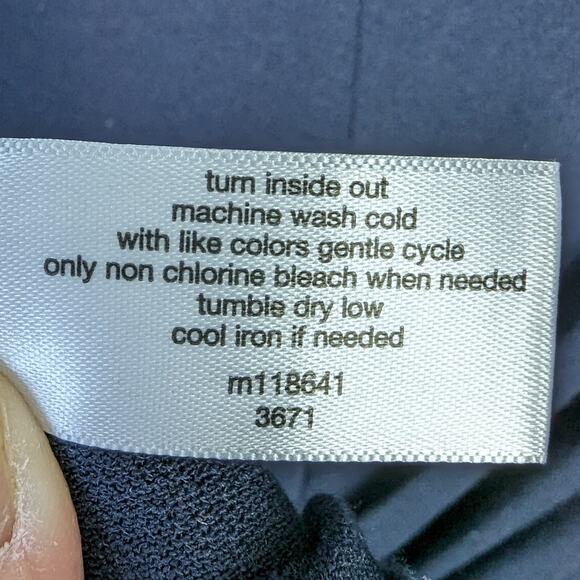 turn inside out
machine wash cold
with like colors gentle cycle
only non chlorine bleach when needed
tumble dry low
cool iron if needed
rn118641
3671